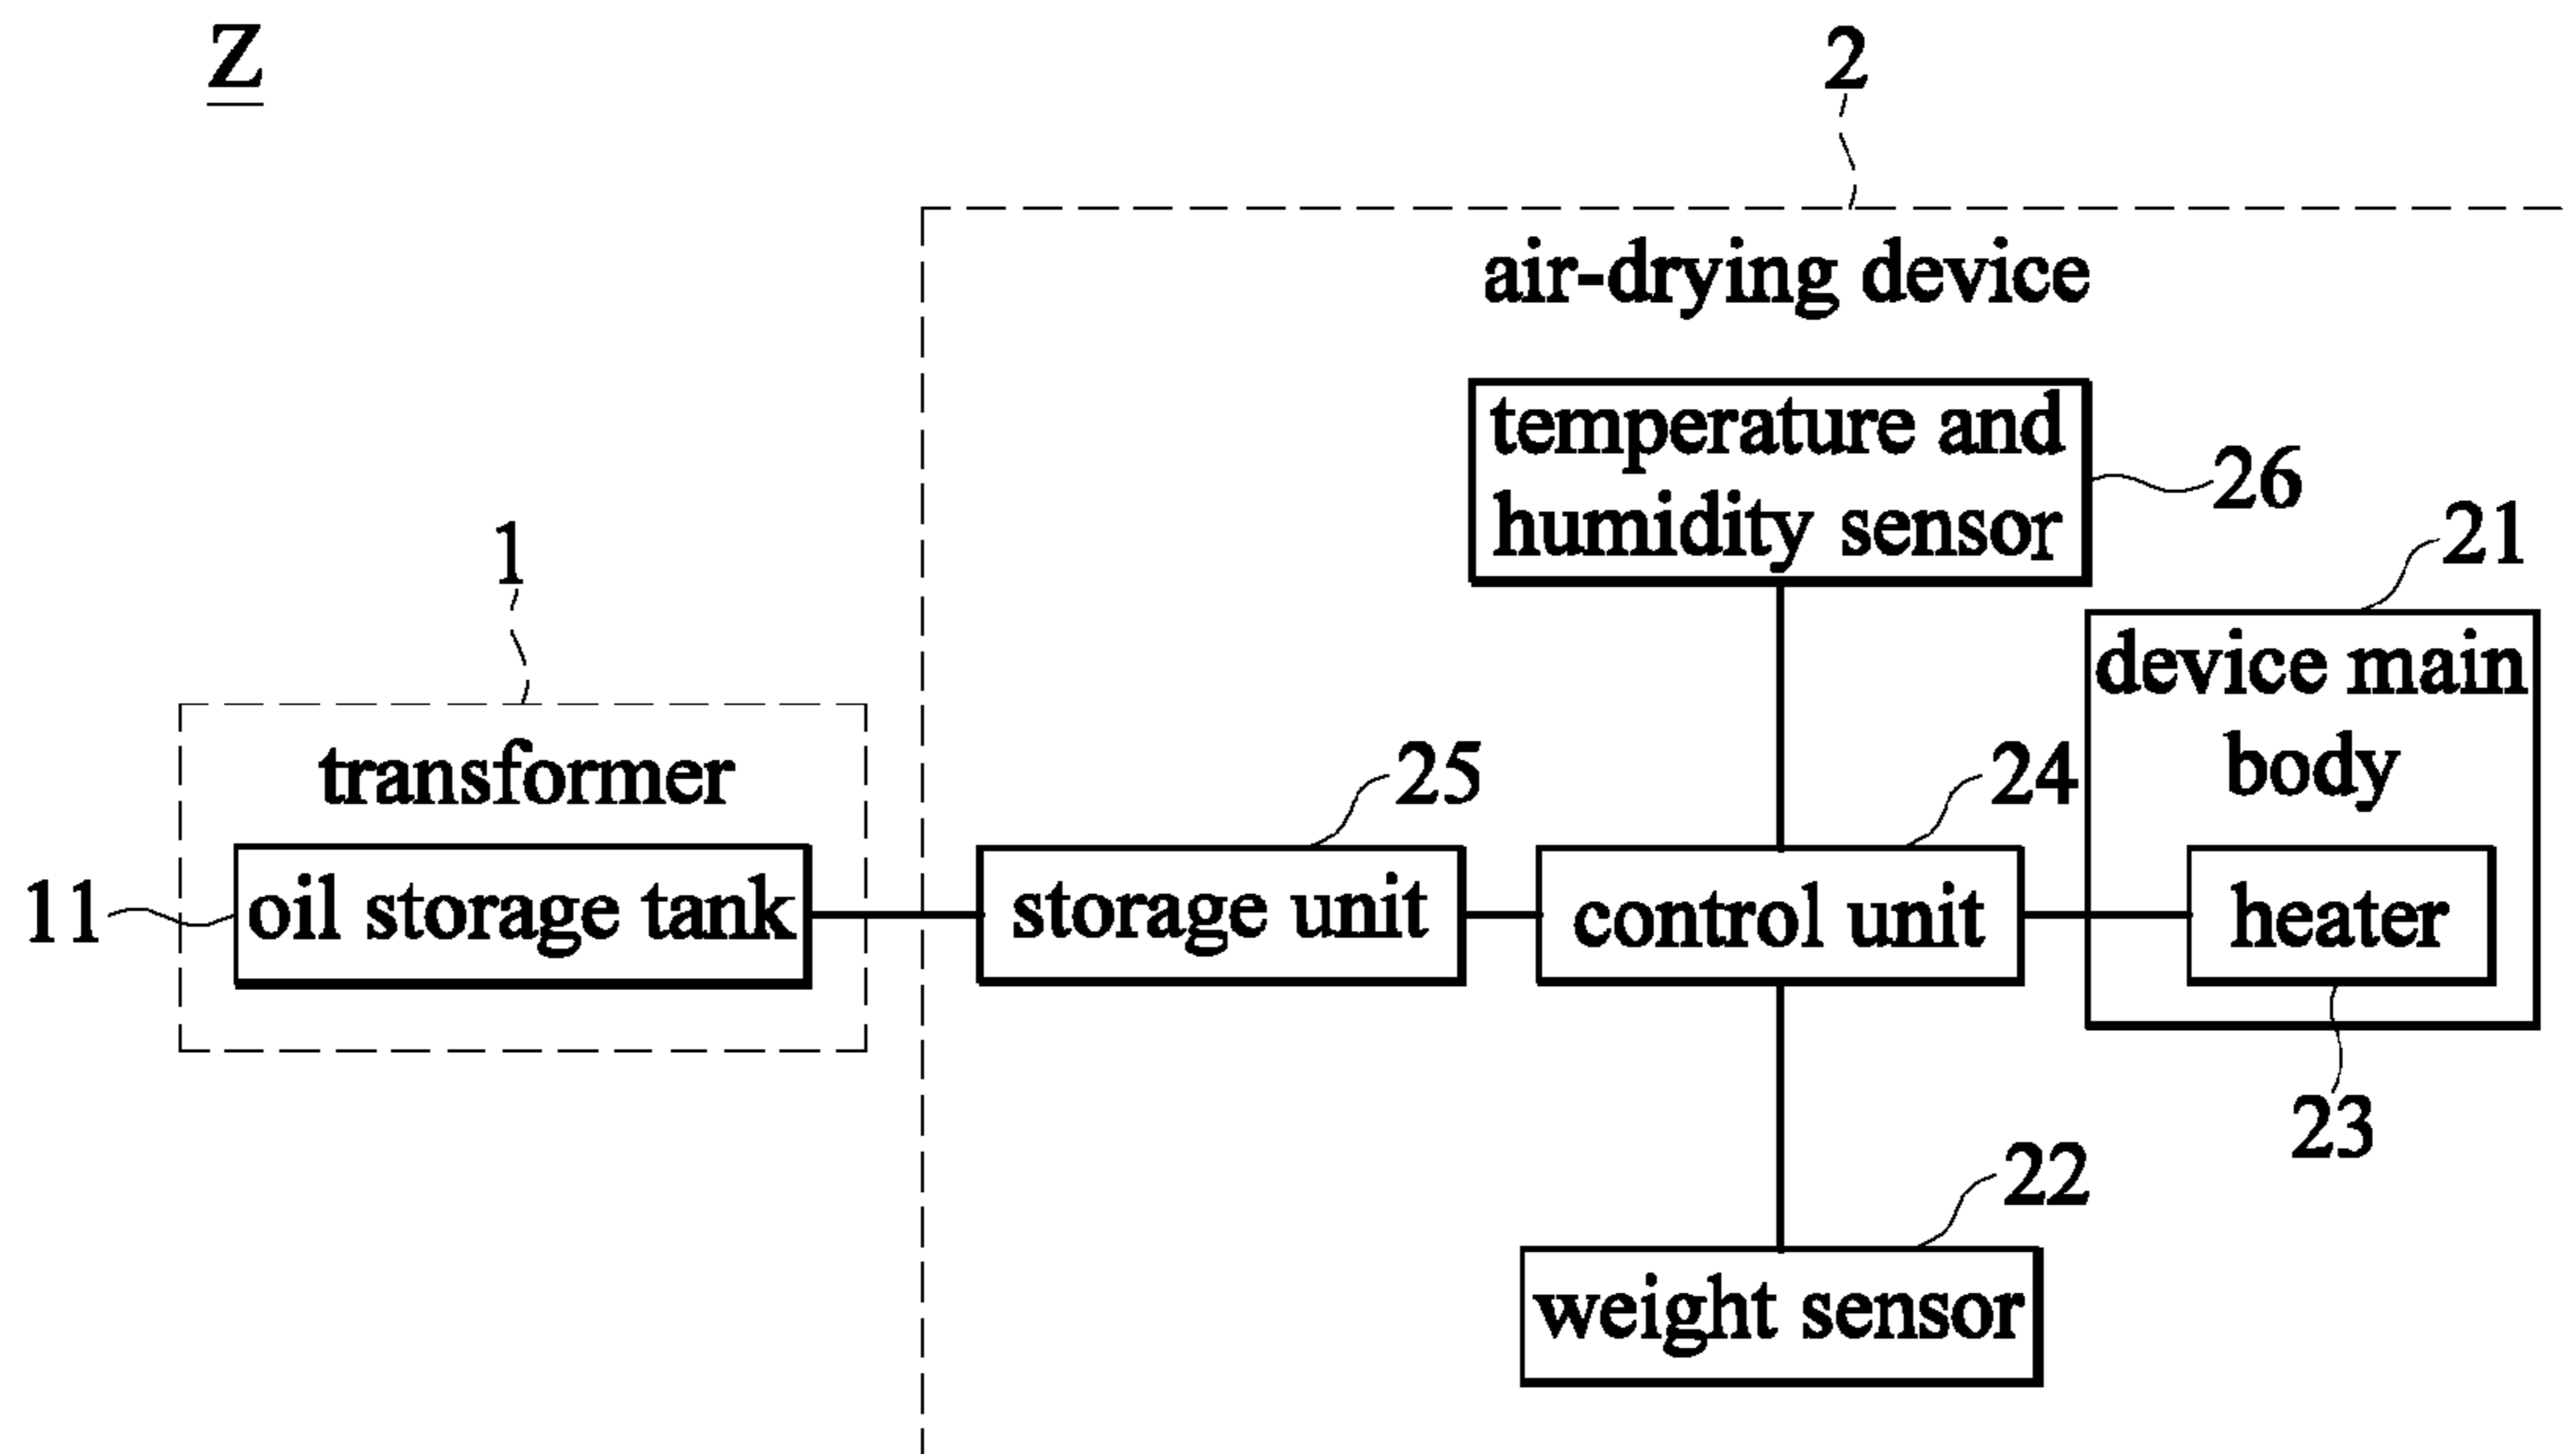 Z
2
air-drying device
temperature and
humidity sensor
26
21
1
device main
body
transformer
25
24
11
oil storage tank
storage unit
control unit
heater
23
22
weight sensor